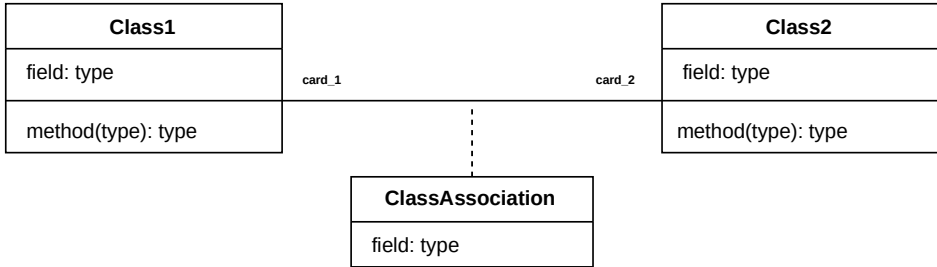 Class1
field: type
method(type): type
card_1
card_2
Class2
field: type
method(type): type
ClassAssociation
field: type